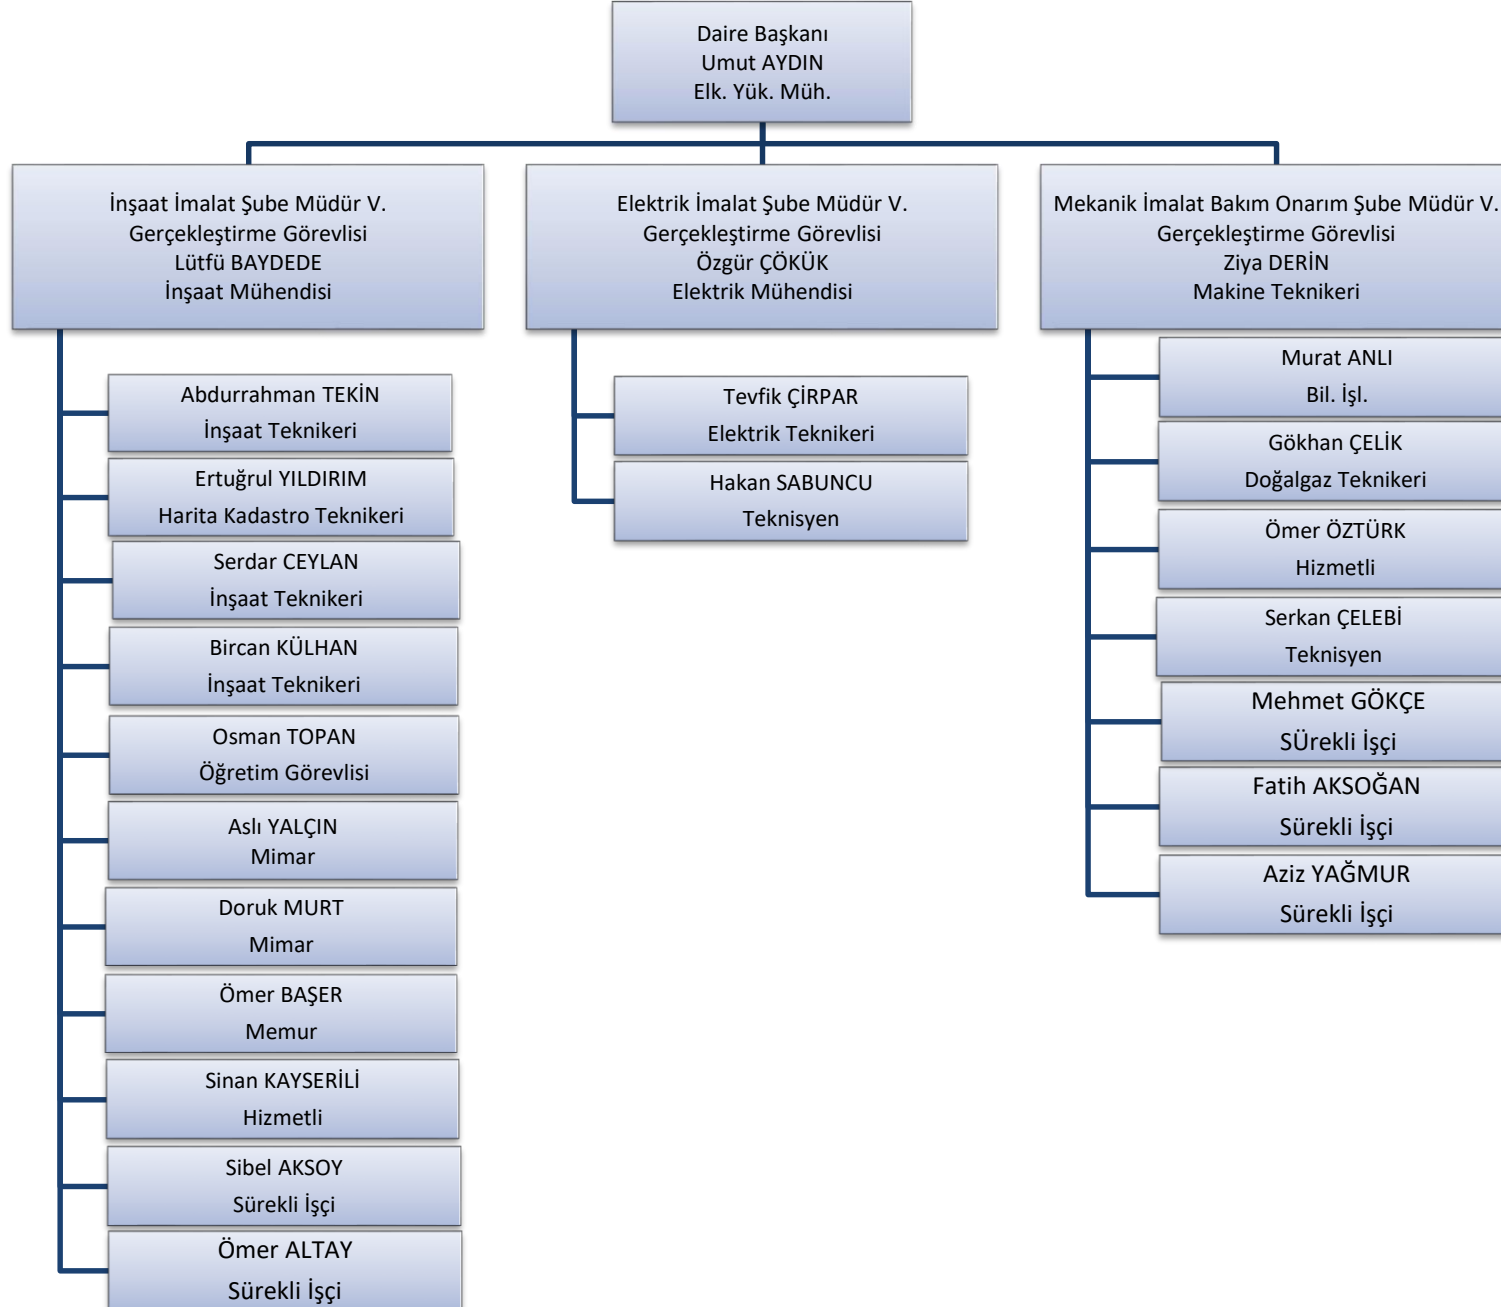 Daire Başkanı
Umut AYDIN
Elk. Yük. Müh.
İnşaat İmalat Şube Müdür V.
Gerçekleştirme Görevlisi
Lütfü BAYDEDE
İnşaat Mühendisi
Abdurrahman TEKİN
İnşaat Teknikeri
Ertuğrul YILDIRIM
Harita Kadastro Teknikeri
Serdar CEYLAN
İnşaat Teknikeri
Bircan KÜLHAN
İnşaat Teknikeri
Osman TOPAN
Öğretim Görevlisi
Aslı YALÇIN
Mimar
Doruk MURT
Mimar
Ömer BAŞER
Memur
Sinan KAYSERİLİ
Hizmetli
Sibel AKSOY
Sürekli İşçi
Ömer ALTAY
Sürekli İşçi
Elektrik İmalat Şube Müdür V.
Gerçekleştirme Görevlisi
Özgür ÇÖKÜK
Elektrik Mühendisi
Tevfik ÇİRPAR
Elektrik Teknikeri
Hakan SABUNCU
Teknisyen
Mekanik İmalat Bakım Onarım Şube Müdür V.
Gerçekleştirme Görevlisi
Ziya DERİN
Makine Teknikeri
Murat ANLI
Bil. İşl.
Gökhan ÇELİK
Doğalgaz Teknikeri
Ömer ÖZTÜRK
Hizmetli
Serkan ÇELEBİ
Teknisyen
Mehmet GÖKÇE
SÜrekli İşçi
Fatih AKSOĞAN
Sürekli İşçi
Aziz YAĞMUR
Sürekli İşçi